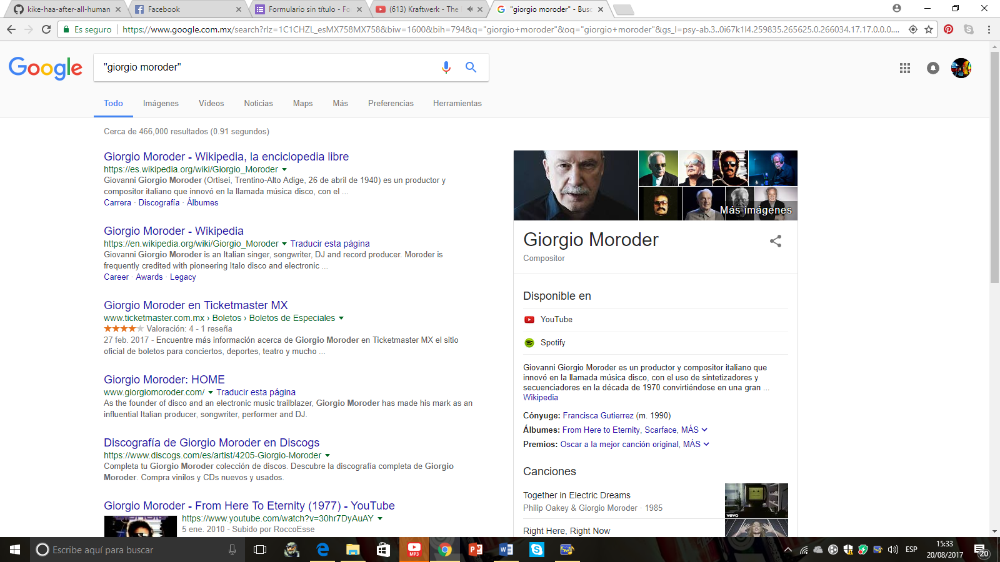 kike-haa-after-all-human
Facebook
Formulario sin título - Fo
(613) Kraftwerk - The
"giorgio moroder" - Busc
Es seguro
https://www.google.com.mx/search?rlz=1C1CHZL_esMX758MX758&biw=1600&bih=794&q="giorgio+moroder"&oq="giorgio+moroder"&gs_l=psy-ab.3..0i67k1l4.259835.265625.0.266034.17.17.0.0.0....
Google
"giorgio moroder"
Todo
Imágenes
Vídeos
Noticias
Maps
Más
Preferencias
Herramientas
Cerca de 466,000 resultados (0.91 segundos)
Giorgio Moroder - Wikipedia, la enciclopedia libre
https://es.wikipedia.org/wiki/Giorgio_Moroder
Giovanni Giorgio Moroder (Ortisei, Trentino-Alto Adige, 26 de abril de 1940) es un productor y
compositor italiano que innovó en la llamada música disco, con el ...
Carrera · Discografía · Álbumes
Giorgio Moroder - Wikipedia
https://en.wikipedia.org/wiki/Giorgio_Moroder Traducir esta página
Giovanni Giorgio Moroder is an Italian singer, songwriter, DJ and record producer. Moroder is
frequently credited with pioneering Italo disco and electronic ...
Career · Awards · Legacy
Giorgio Moroder en Ticketmaster MX
www.ticketmaster.com.mx › Boletos › Boletos de Especiales
Valoración: 4 - 1 reseña
27 feb. 2017 - Encuentre más información acerca de Giorgio Moroder en Ticketmaster MX el sitio
oficial de boletos para conciertos, deportes, teatro y mucho ...
Giorgio Moroder: HOME
www.giorgiomoroder.com/ Traducir esta página
As the founder of disco and an electronic music trailblazer, Giorgio Moroder has made his mark as an
influential Italian producer, songwriter, performer and DJ.
Discografía de Giorgio Moroder en Discogs
https://www.discogs.com/es/artist/4205-Giorgio-Moroder
Completa tu Giorgio Moroder colección de discos. Descubre la discografía completa de Giorgio
Moroder. Compra vinilos y CDs nuevos y usados.
Giorgio Moroder - From Here To Eternity (1977) - YouTube
https://www.youtube.com/watch?v=30hr7DyAuAY
5 ene. 2010 - Subido por RoccoEsse
Más imágenes
Giorgio Moroder
Compositor
Disponible en
YouTube
Spotify
Giovanni Giorgio Moroder es un productor y compositor italiano que
innovó en la llamada música disco, con el uso de sintetizadores y
secuenciadores en la década de 1970 convirtiéndose en una gran ...
Wikipedia
Cónyuge: Francisca Gutierrez (m. 1990)
Álbumes: From Here to Eternity, Scarface, MÁS
Premios: Oscar a la mejor canción original, MÁS
Canciones
Together in Electric Dreams
Philip Oakey & Giorgio Moroder · 1985
vevo
Right Here, Right Now
Escribe aquí para buscar
MP3
ESP
15:33
20/08/2017
20